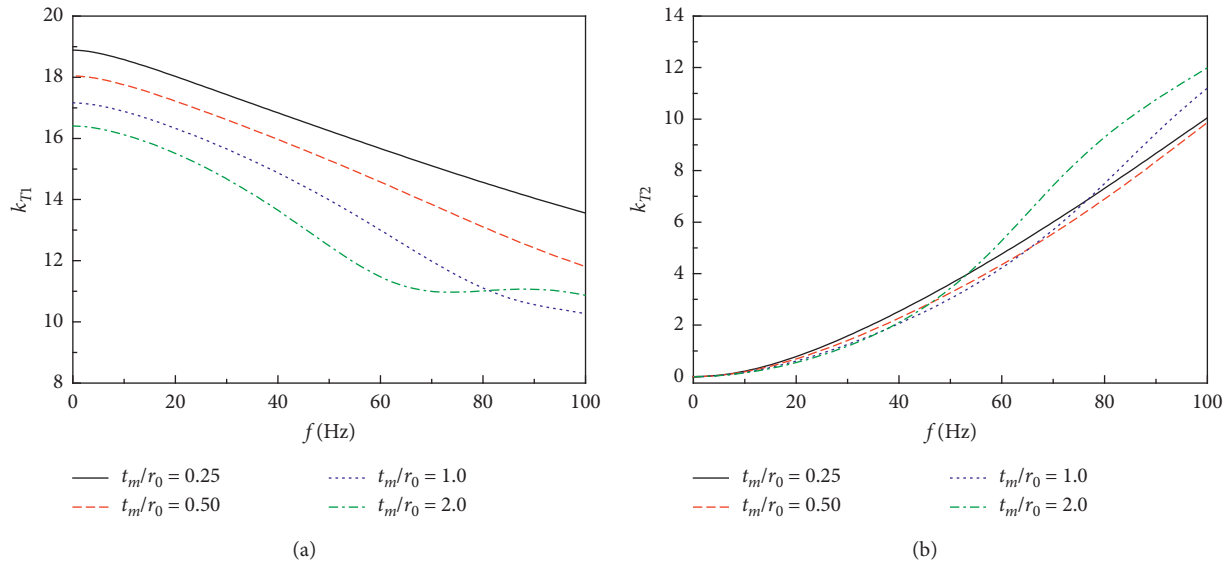 20
18
16
14
12
10
8
k_T1
0 20 40 60 80 100
f (Hz)
t_m/r_0 = 0.25
t_m/r_0 = 0.50
t_m/r_0 = 1.0
t_m/r_0 = 2.0
(a)
14
12
10
8
6
4
2
0
k_T2
0 20 40 60 80 100
f (Hz)
t_m/r_0 = 0.25
t_m/r_0 = 0.50
t_m/r_0 = 1.0
t_m/r_0 = 2.0
(b)